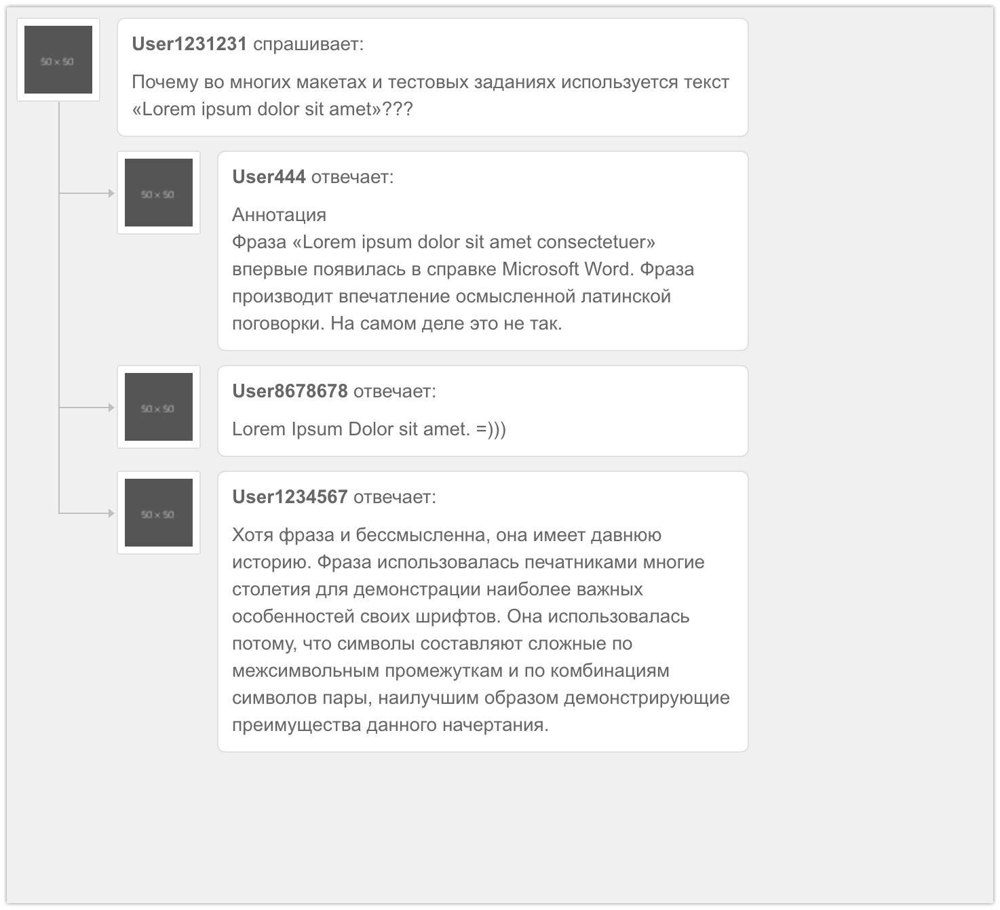 50 × 50
User1231231 спрашивает:
Почему во многих макетах и тестовых заданиях используется текст
«Lorem ipsum dolor sit amet»???
50 × 50
User444 отвечает:
Аннотация
Фраза «Lorem ipsum dolor sit amet consectetuer»
впервые появилась в справке Microsoft Word. Фраза
производит впечатление осмысленной латинской
поговорки. На самом деле это не так.
50 × 50
User8678678 отвечает:
Lorem Ipsum Dolor sit amet. =)))
50 × 50
User1234567 отвечает:
Хотя фраза и бессмысленна, она имеет давнюю
историю. Фраза использовалась печатниками многие
столетия для демонстрации наиболее важных
особенностей своих шрифтов. Она использовалась
потому, что символы составляют сложные по
межсимвольным промежуткам и по комбинациям
символов пары, наилучшим образом демонстрирующие
преимущества данного начертания.